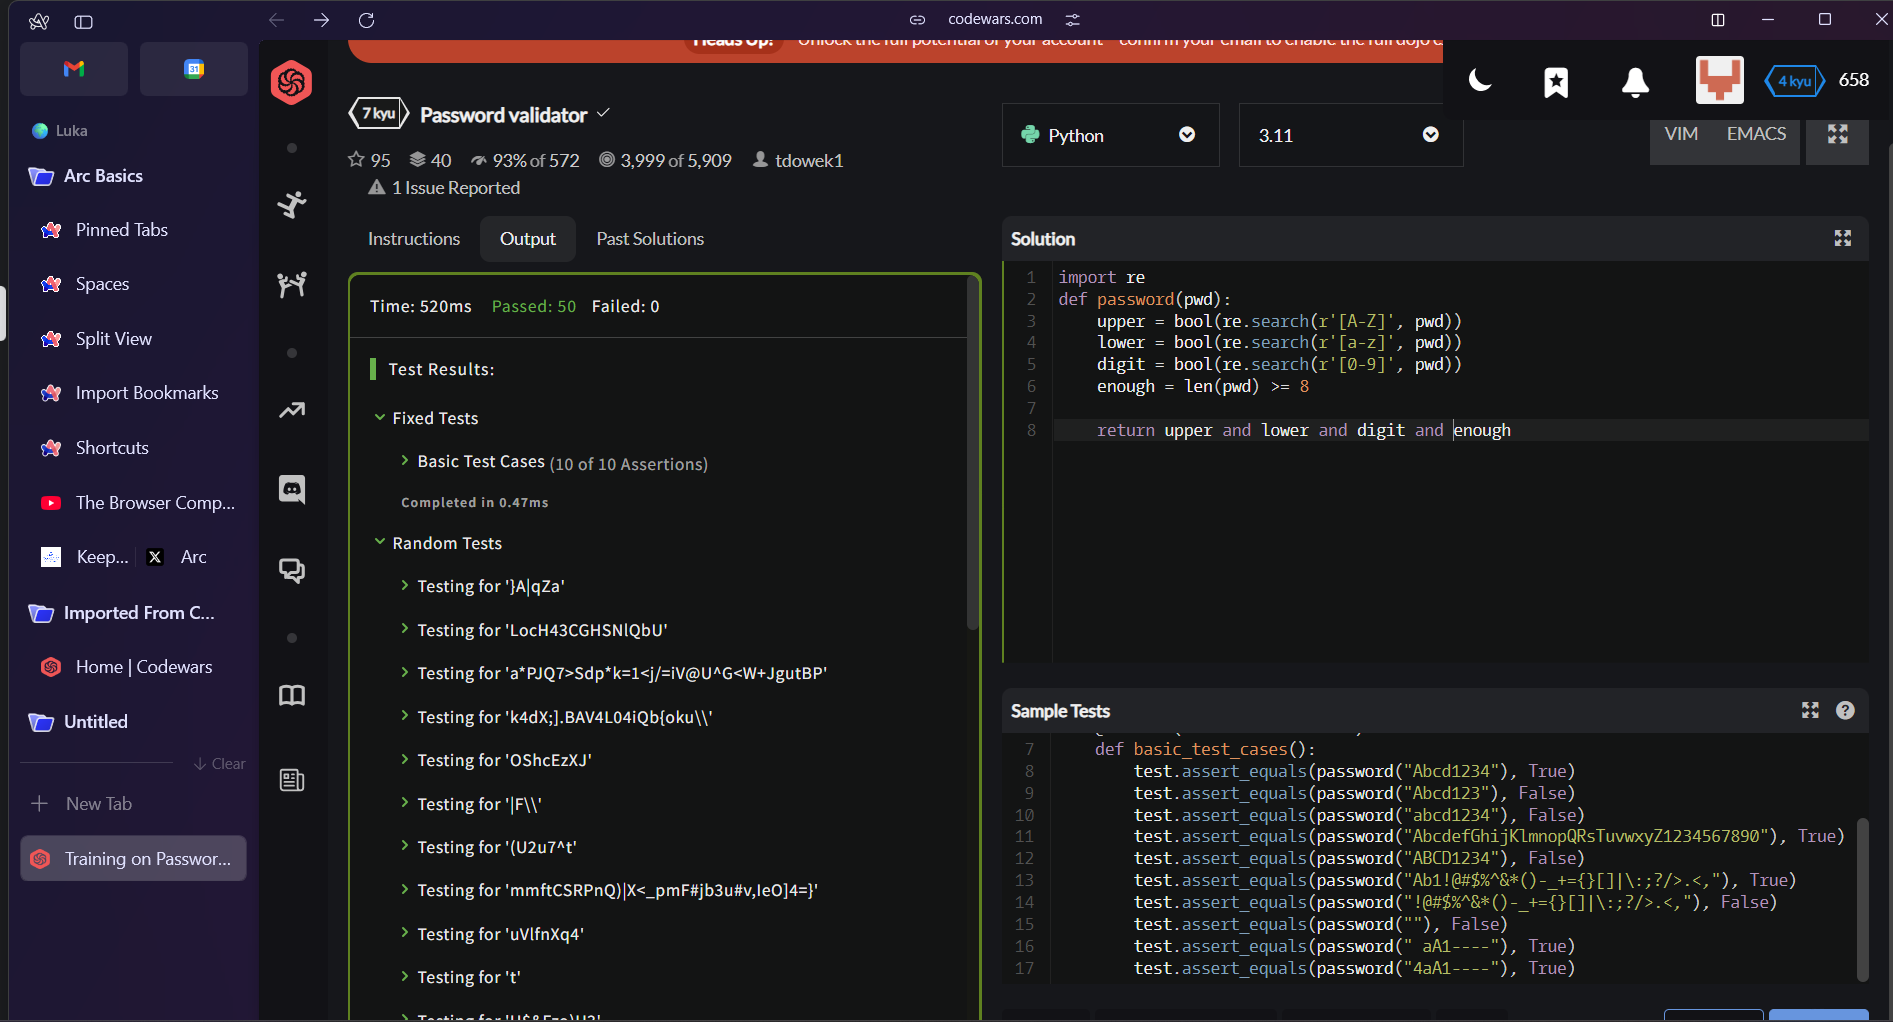 codewars.com
Heads Up! Unlock the full potential of your account — confirm your email to enable the full dojo
31
4 kyu 658
Luka
Arc Basics
Pinned Tabs
Spaces
Split View
Import Bookmarks
Shortcuts
The Browser Comp...
Keep... Arc
Imported From C...
Home | Codewars
Untitled
Clear
New Tab
Training on Passwor...
7 kyu Password validator
95 40 93% of 572 3,999 of 5,909 tdowek1
1 Issue Reported
Python
3.11
VIM EMACS
Instructions Output Past Solutions
Time: 520ms Passed: 50 Failed: 0
Test Results:
Fixed Tests
Basic Test Cases (10 of 10 Assertions)
Completed in 0.47ms
Random Tests
Testing for '}A|qZa'
Testing for 'LocH43CGHSNlQbU'
Testing for 'a*PJQ7>Sdp*k=1<j/=iV@U^G<W+JgutBP'
Testing for 'k4dX;].BAV4L04iQb{oku\\'
Testing for 'OShcEzXJ'
Testing for '|F\\'
Testing for '(U2u7^t'
Testing for 'mmftCSRPnQ)|X<_pmF#jb3u#v,IeO]4=}'
Testing for 'uVlfnXq4'
Testing for 't'
Testing for
Solution
1 import re
2 def password(pwd):
3 upper = bool(re.search(r'[A-Z]', pwd))
4 lower = bool(re.search(r'[a-z]', pwd))
5 digit = bool(re.search(r'[0-9]', pwd))
6 enough = len(pwd) >= 8
7
8 return upper and lower and digit and enough
Sample Tests
7 def basic_test_cases():
8 test.assert_equals(password("Abcd1234"), True)
9 test.assert_equals(password("Abcd123"), False)
10 test.assert_equals(password("abcd1234"), False)
11 test.assert_equals(password("AbcdefGhijKlmnopQRsTuvwxyZ1234567890"), True)
12 test.assert_equals(password("ABCD1234"), False)
13 test.assert_equals(password("Ab1!@#$%^&*()-_+={}[]|\:;?/>.<,"), True)
14 test.assert_equals(password("!@#$%^&*()-_+={}[]|\:;?/>.<,"), False)
15 test.assert_equals(password(""), False)
16 test.assert_equals(password(" aA1----"), True)
17 test.assert_equals(password("4aA1----"), True)